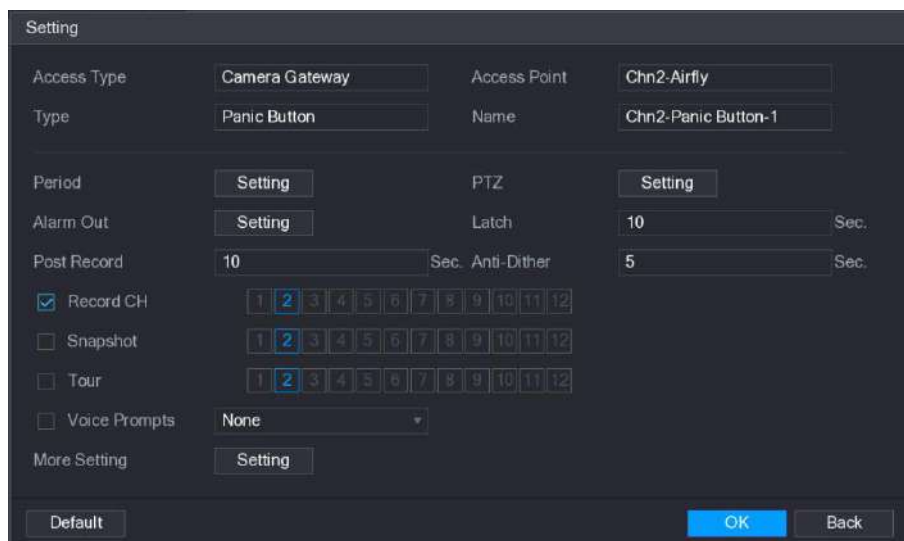 Setting
Access Type Camera Gateway Access Point Chn2-Airfly
Type Panic Button Name Chn2-Panic Button-1
Period Setting PTZ Setting
Alarm Out Setting Latch 10 Sec.
Post Record 10 Sec. Anti-Dither 5 Sec.
Record CH 1 2 3 4 5 6 7 8 9 10 11 12
Snapshot 1 2 3 4 5 6 7 8 9 10 11 12
Tour 1 2 3 4 5 6 7 8 9 10 11 12
Voice Prompts None
More Setting Setting
Default OK Back